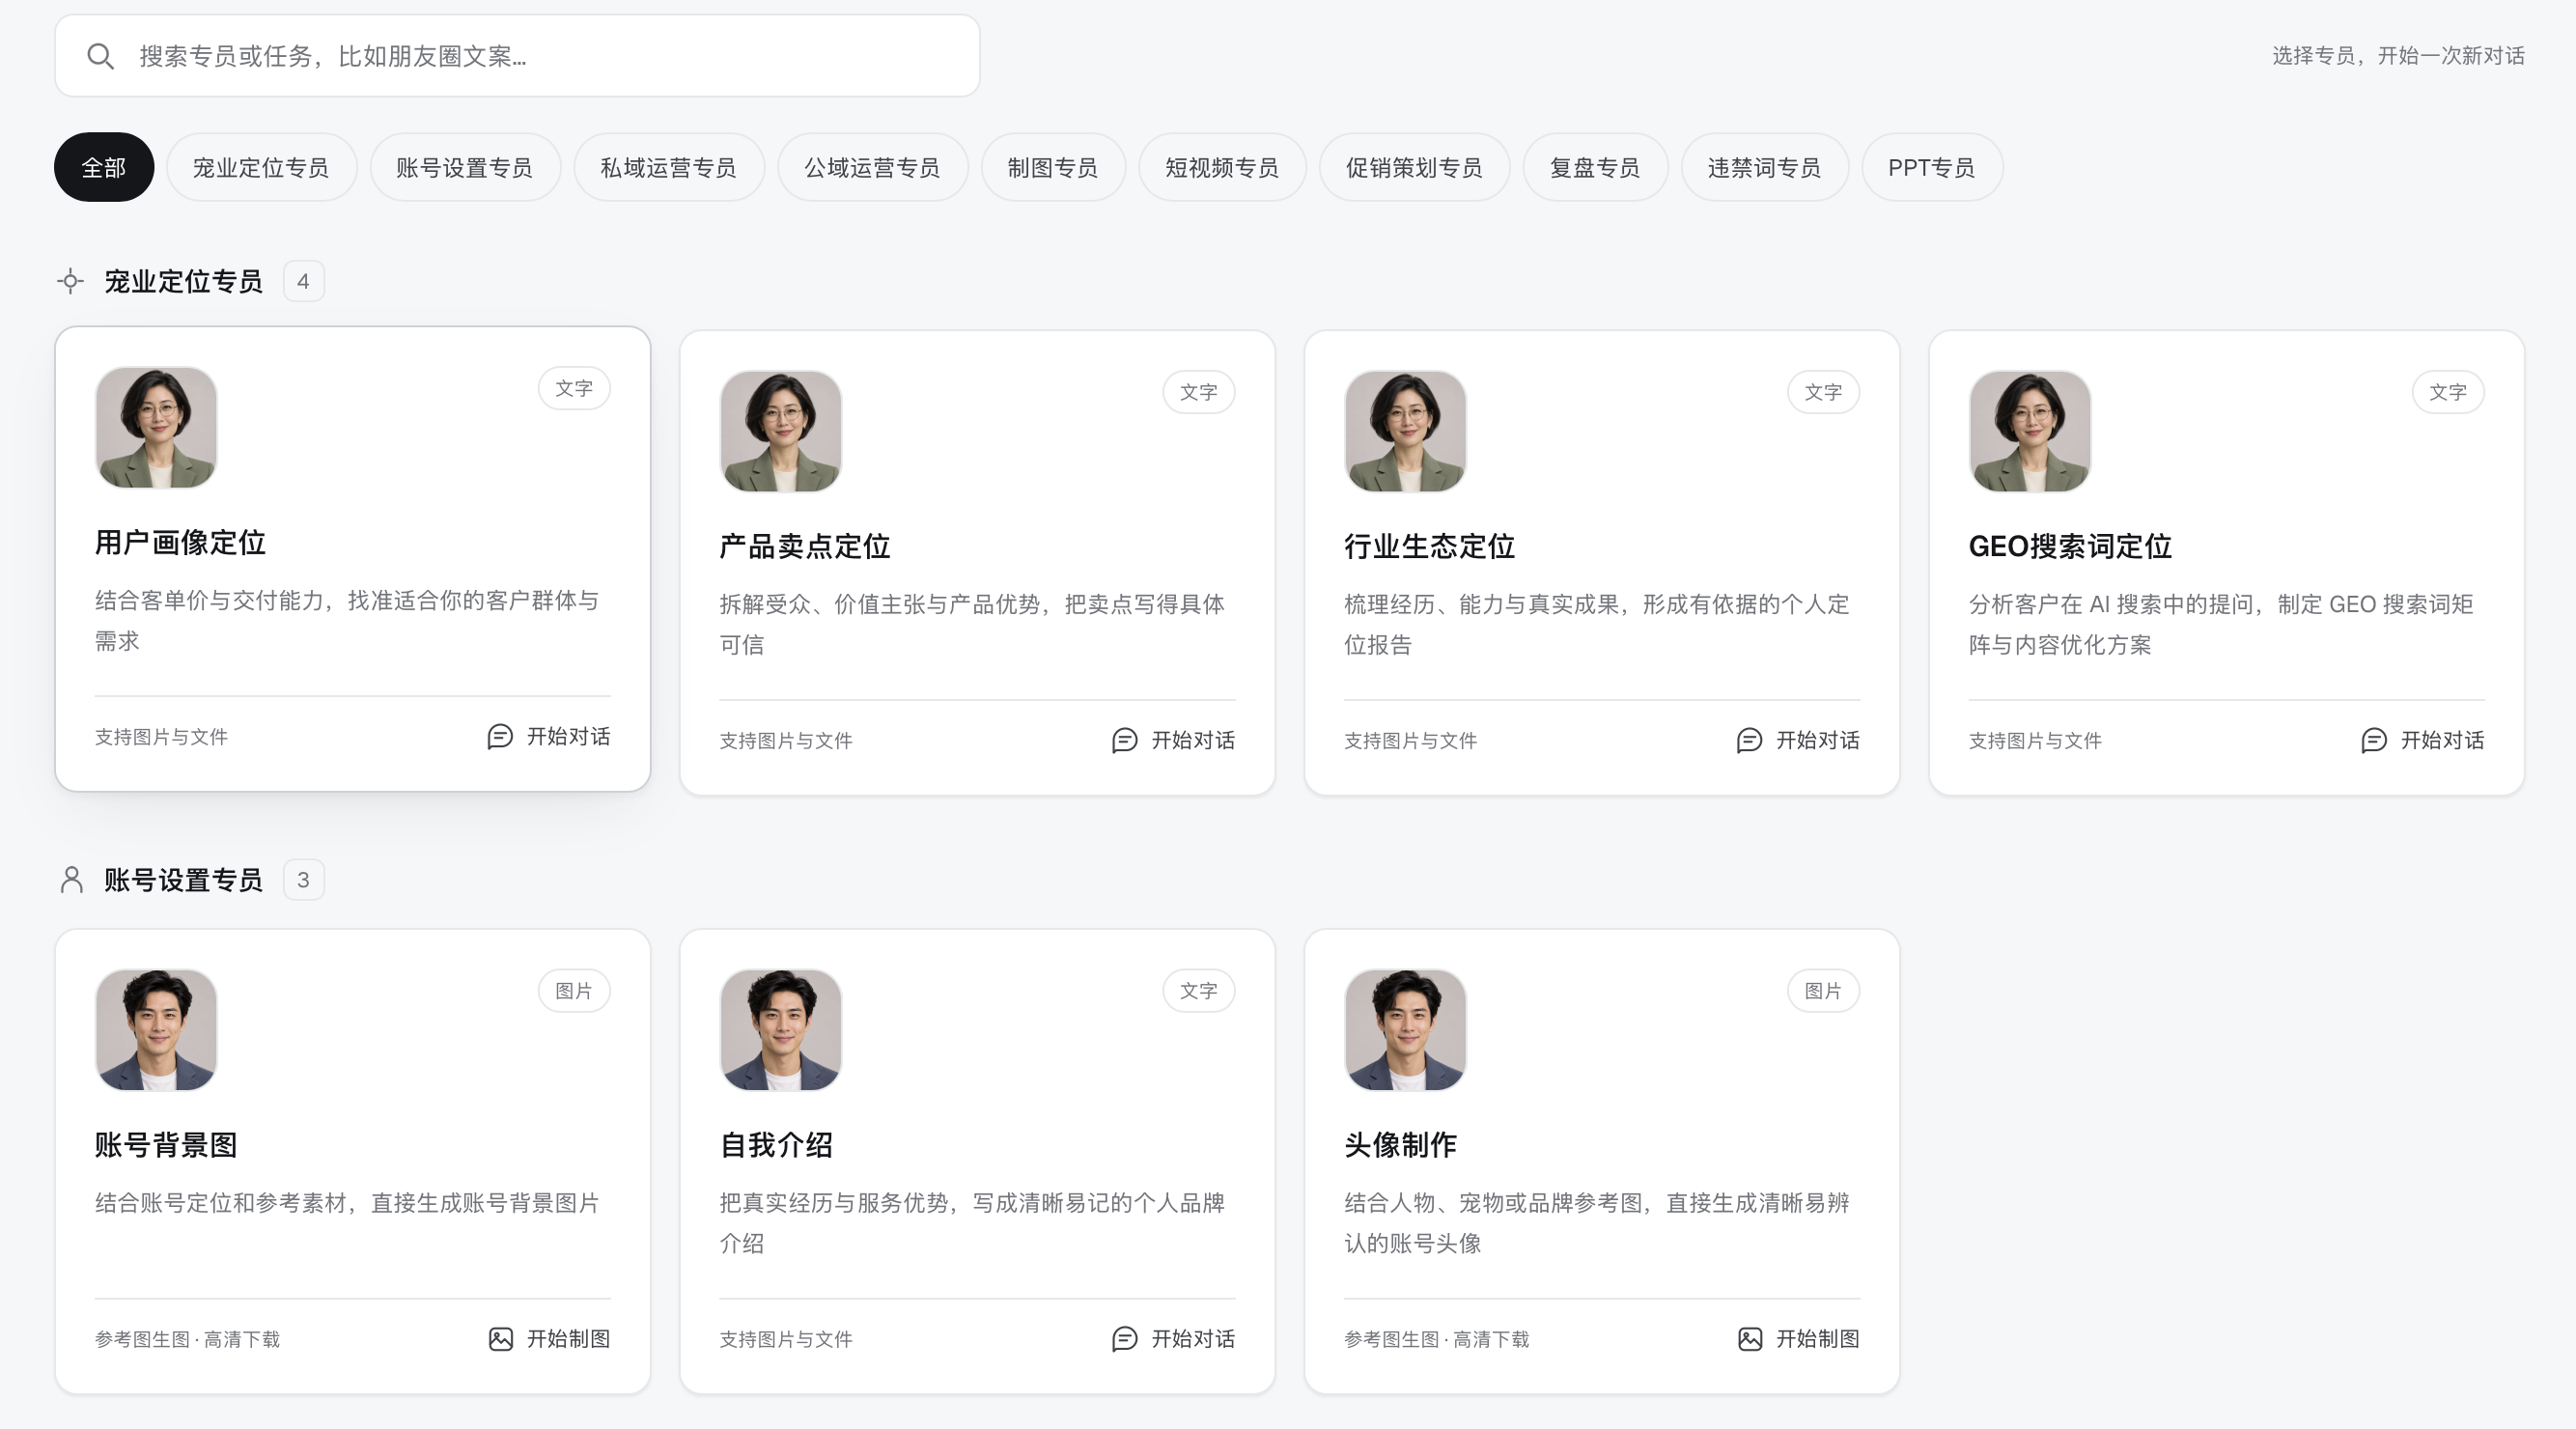 搜索专员或任务，比如朋友圈文案...
选择专员，开始一次新对话
全部
宠业定位专员
账号设置专员
私域运营专员
公域运营专员
制图专员
短视频专员
促销策划专员
复盘专员
违禁词专员
PPT专员
宠业定位专员 4
文字
用户画像定位
结合客单价与交付能力，找准适合你的客户群体与
需求
支持图片与文件
开始对话
文字
产品卖点定位
拆解受众、价值主张与产品优势，把卖点写得具体
可信
支持图片与文件
开始对话
文字
行业生态定位
梳理经历、能力与真实成果，形成有依据的个人定
位报告
支持图片与文件
开始对话
文字
GEO搜索词定位
分析客户在 AI 搜索中的提问，制定 GEO 搜索词矩
阵与内容优化方案
支持图片与文件
开始对话
账号设置专员 3
图片
账号背景图
结合账号定位和参考素材，直接生成账号背景图片
参考图生图 · 高清下载
开始制图
文字
自我介绍
把真实经历与服务优势，写成清晰易记的个人品牌
介绍
支持图片与文件
开始对话
图片
头像制作
结合人物、宠物或品牌参考图，直接生成清晰易辨
认的账号头像
参考图生图 · 高清下载
开始制图